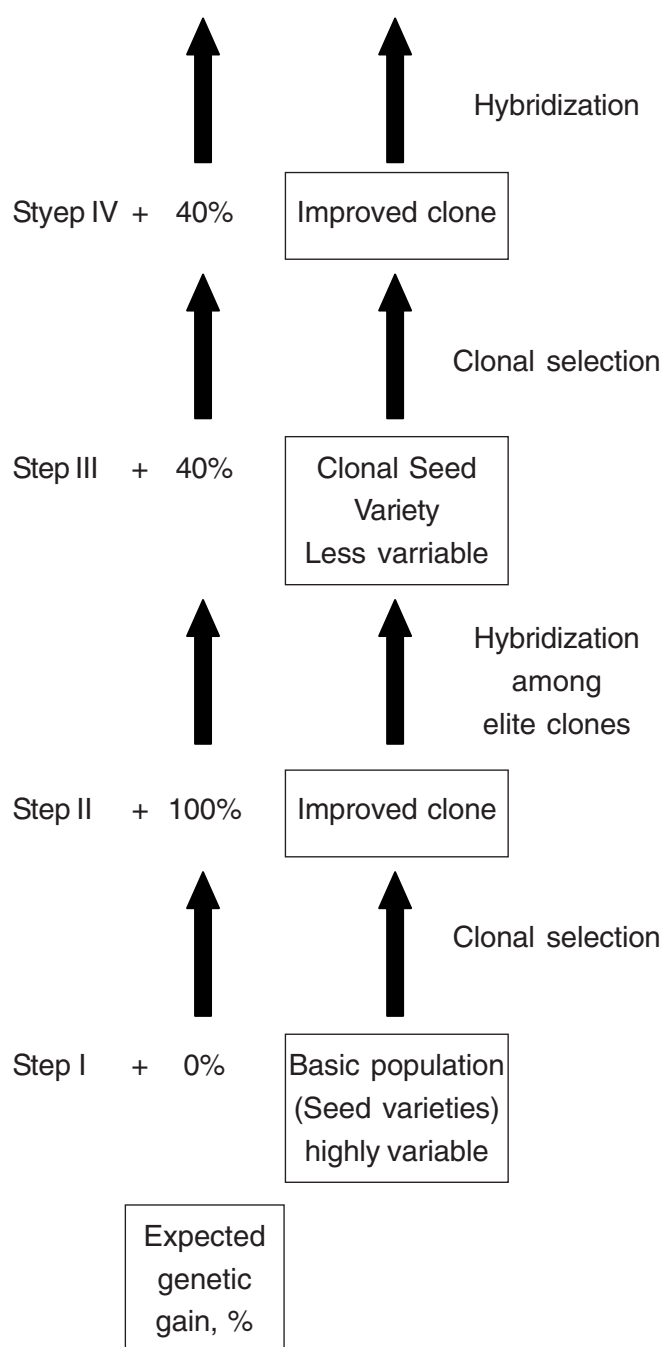 Hybridization
Styep IV + 40% Improved clone
Clonal selection
Step III + 40% Clonal Seed
Variety
Less varriable
Hybridization
among
elite clones
Step II + 100% Improved clone
Clonal selection
Step I + 0% Basic population
(Seed varieties)
highly variable
Expected
genetic
gain, %